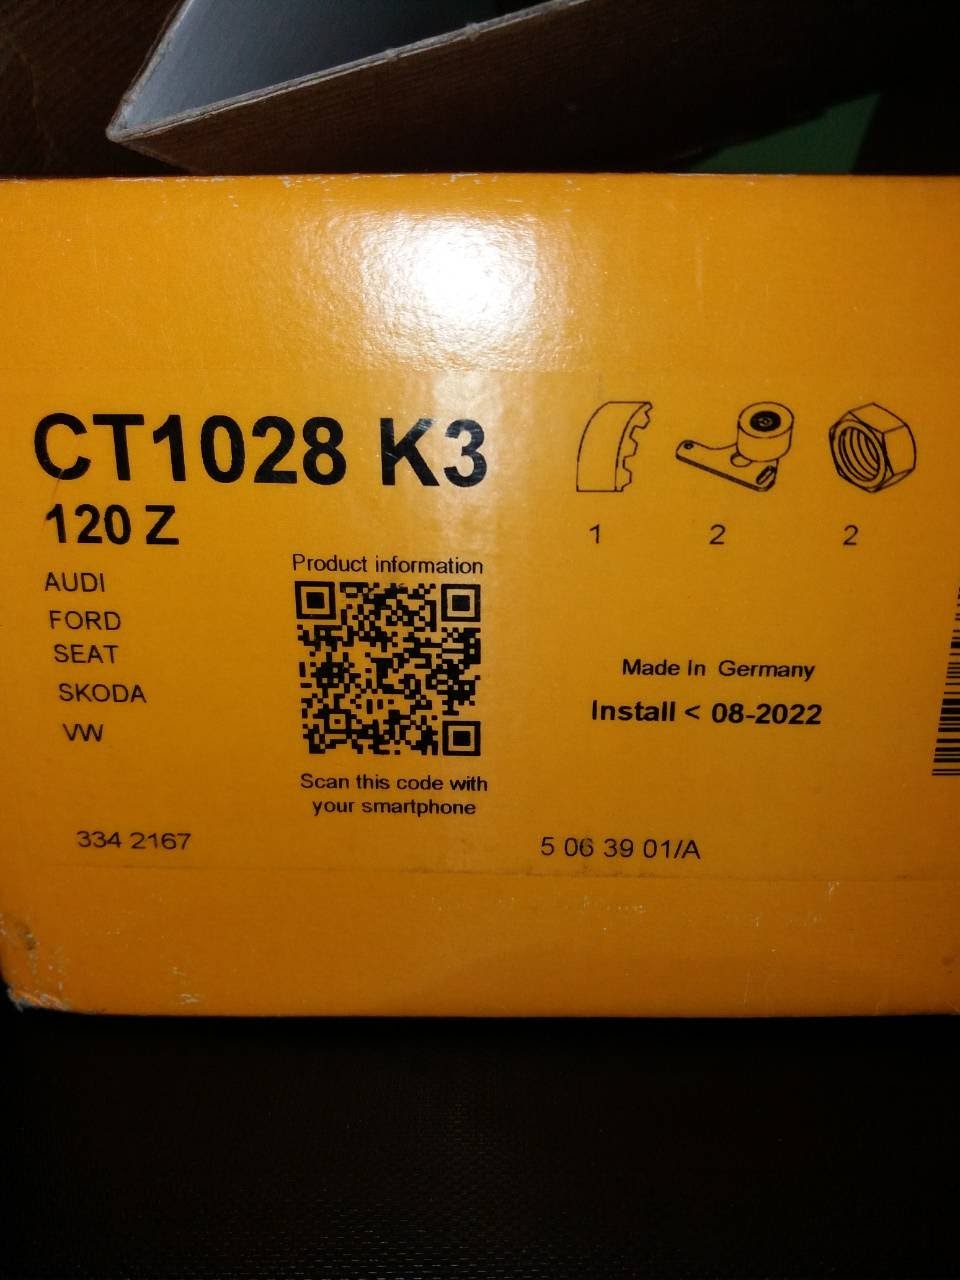 CT1028 K3
120 Z
AUDI
FORD
SEAT
SKODA
VW
Product information
Scan this code with
your smartphone
1 2 2
Made In Germany
Install < 08-2022
334 2167
5 06 39 01/A